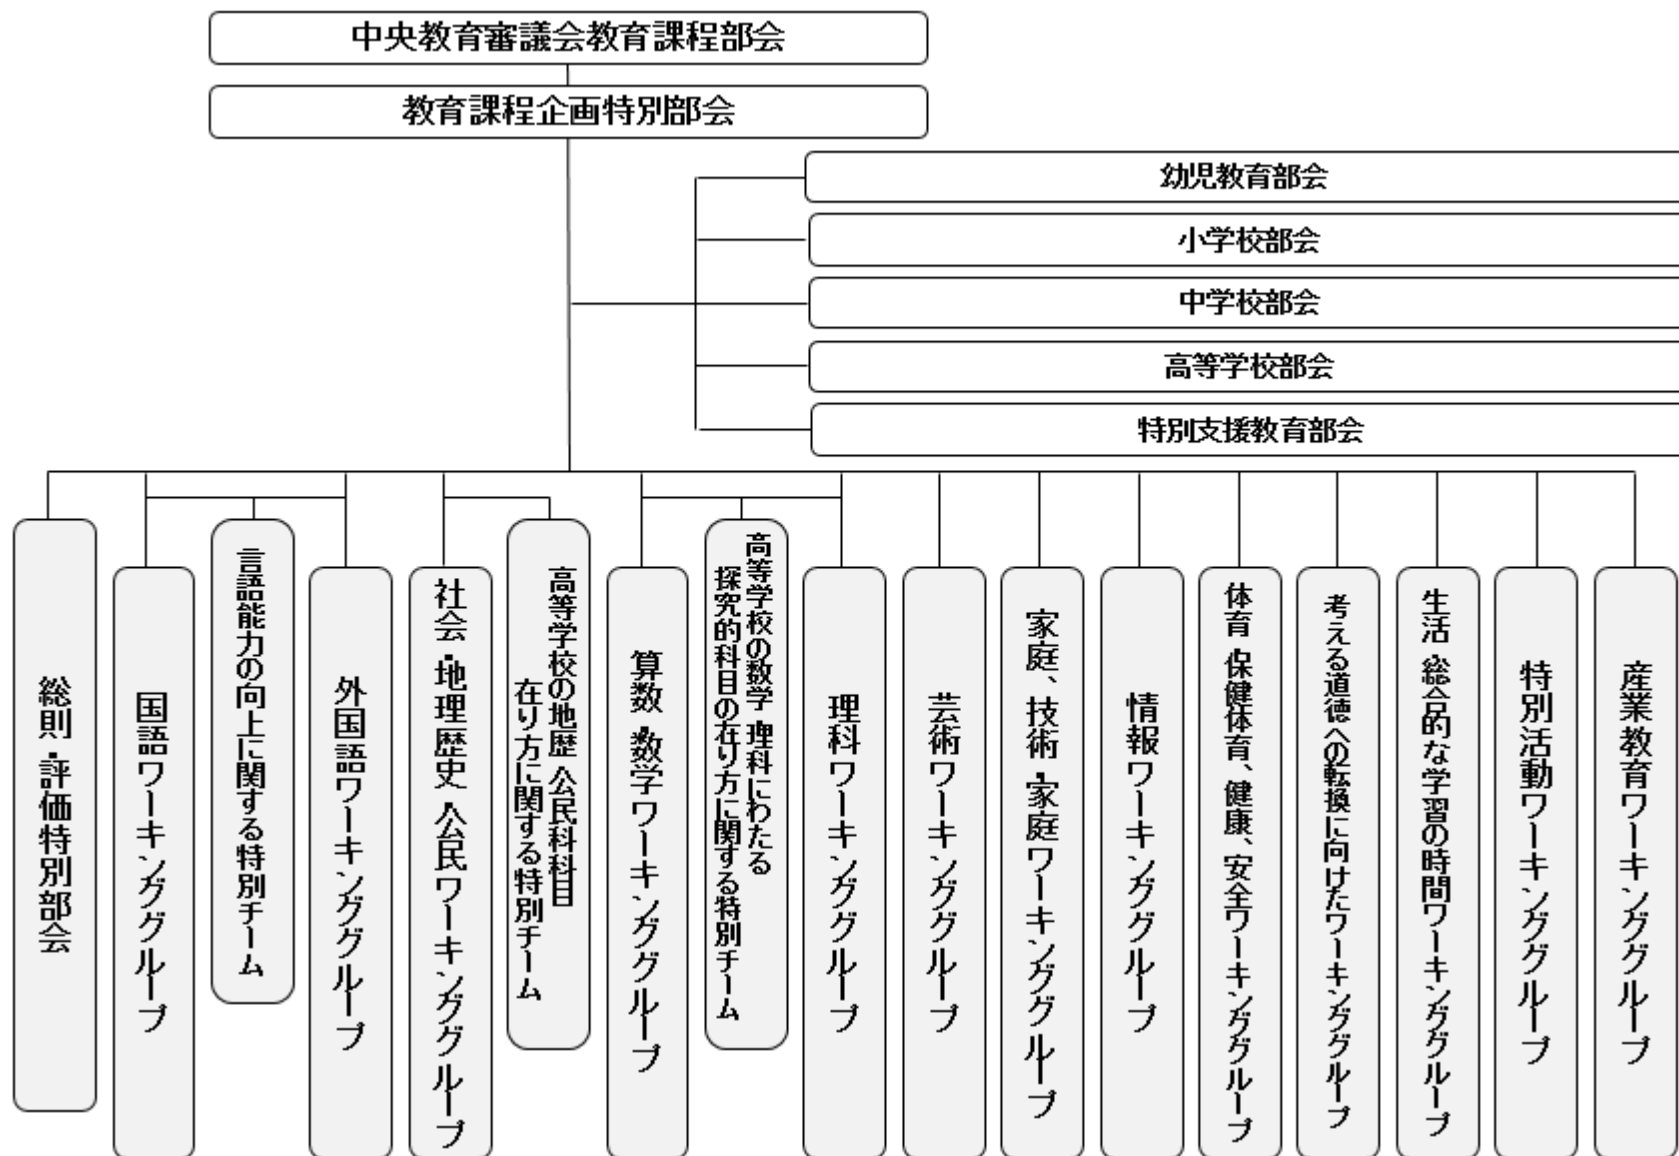 中央教育審議会教育課程部会
教育課程企画特別部会
幼児教育部会
小学校部会
中学校部会
高等学校部会
特別支援教育部会
総則・評価特別部会
国語ワーキンググループ
言語能力の向上に関する特別チーム
外国語ワーキンググループ
社会・地理歴史・公民ワーキンググループ
高等学校の地歴・公民科科目
在り方に関する特別チーム
算数・数学ワーキンググループ
高等学校の数学・理科にわたる
探究的科目の在り方に関する特別チーム
理科ワーキンググループ
芸術ワーキンググループ
家庭、技術・家庭ワーキンググループ
情報ワーキンググループ
体育・保健体育、健康、安全ワーキンググループ
考える道徳への転換に向けたワーキンググループ
生活・総合的な学習の時間ワーキンググループ
特別活動ワーキンググループ
産業教育ワーキンググループ